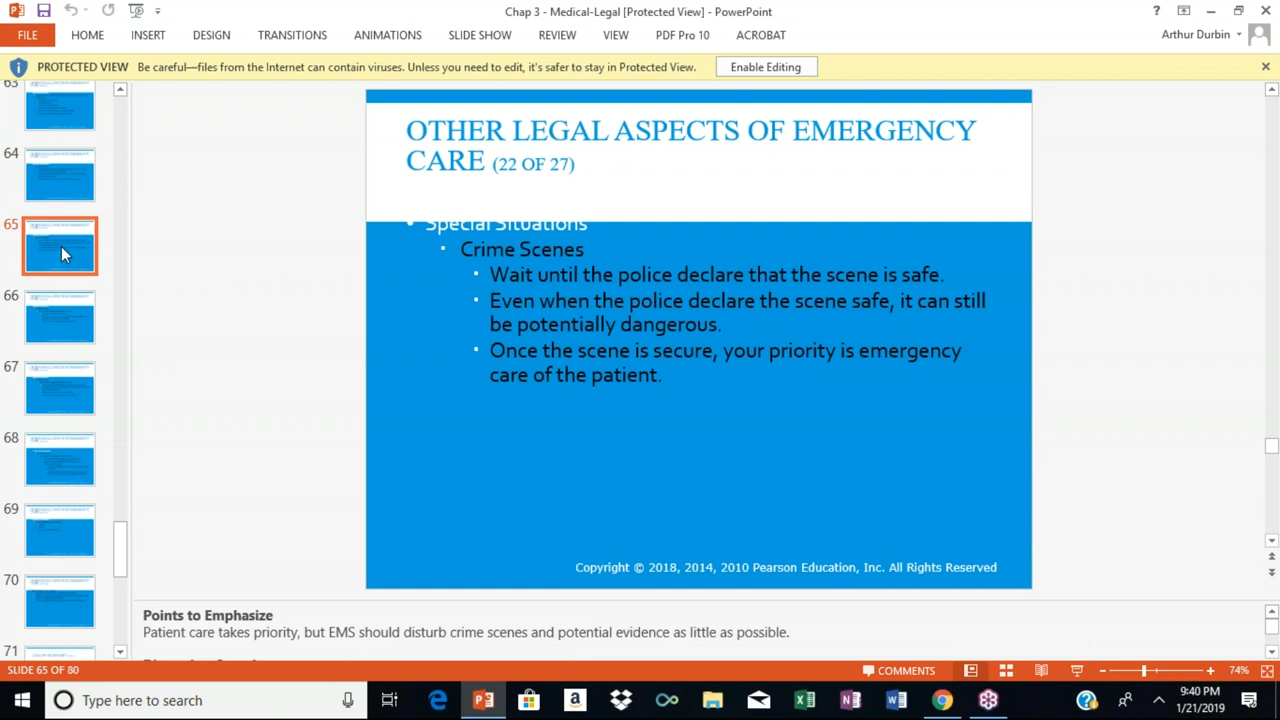 Chap 3 - Medical-Legal [Protected View] - PowerPoint
FILE HOME INSERT DESIGN TRANSITIONS ANIMATIONS SLIDE SHOW REVIEW VIEW PDF Pro 10 ACROBAT Arthur Durbin
PROTECTED VIEW Be careful—files from the Internet can contain viruses. Unless you need to edit, it's safer to stay in Protected View. Enable Editing
63
64
65
66
67
68
69
70
71
OTHER LEGAL ASPECTS OF EMERGENCY
CARE (22 OF 27)
• Special Situations
▪ Crime Scenes
▪ Wait until the police declare that the scene is safe.
▪ Even when the police declare the scene safe, it can still
be potentially dangerous.
▪ Once the scene is secure, your priority is emergency
care of the patient.
Copyright © 2018, 2014, 2010 Pearson Education, Inc. All Rights Reserved
Points to Emphasize
Patient care takes priority, but EMS should disturb crime scenes and potential evidence as little as possible.
SLIDE 65 OF 80 COMMENTS 74%
Type here to search
9:40 PM
1/21/2019